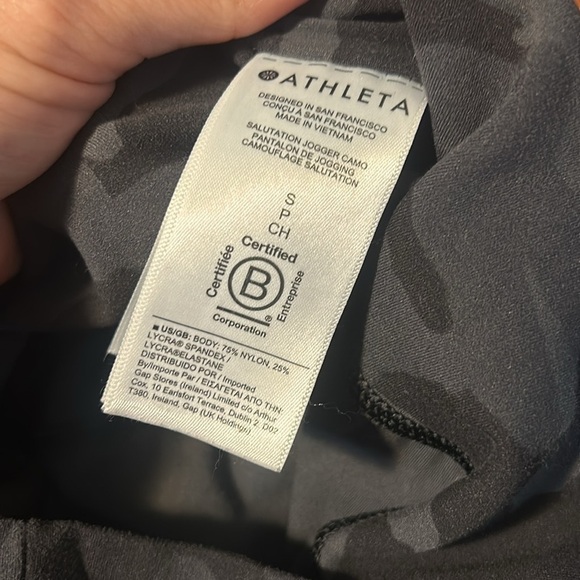 ATHLETA
DESIGNED IN SAN FRANCISCO
CONÇU À SAN FRANCISCO
MADE IN VIETNAM
SALUTATION JOGGER CAMO
PANTALON DE JOGGING
CAMOUFLAGE SALUTATION
S
P
CH
Certified
Certifiée
B
®
Entreprise
Corporation
■ US/GB: BODY: 75% NYLON, 25%
LYCRA® SPANDEX /
LYCRA®ELASTANE
DISTRIBUIDO POR / Imported
By/Importe Par / ΕΙΣΑΓΕΤΑΙ ΑΠΟ ΤΗΝ:
Gap Stores (Ireland) Limited c/o Arthur
Cox, 10 Earlsfort Terrace, Dublin 2, D02
T380, Ireland, Gap (UK Holdings)